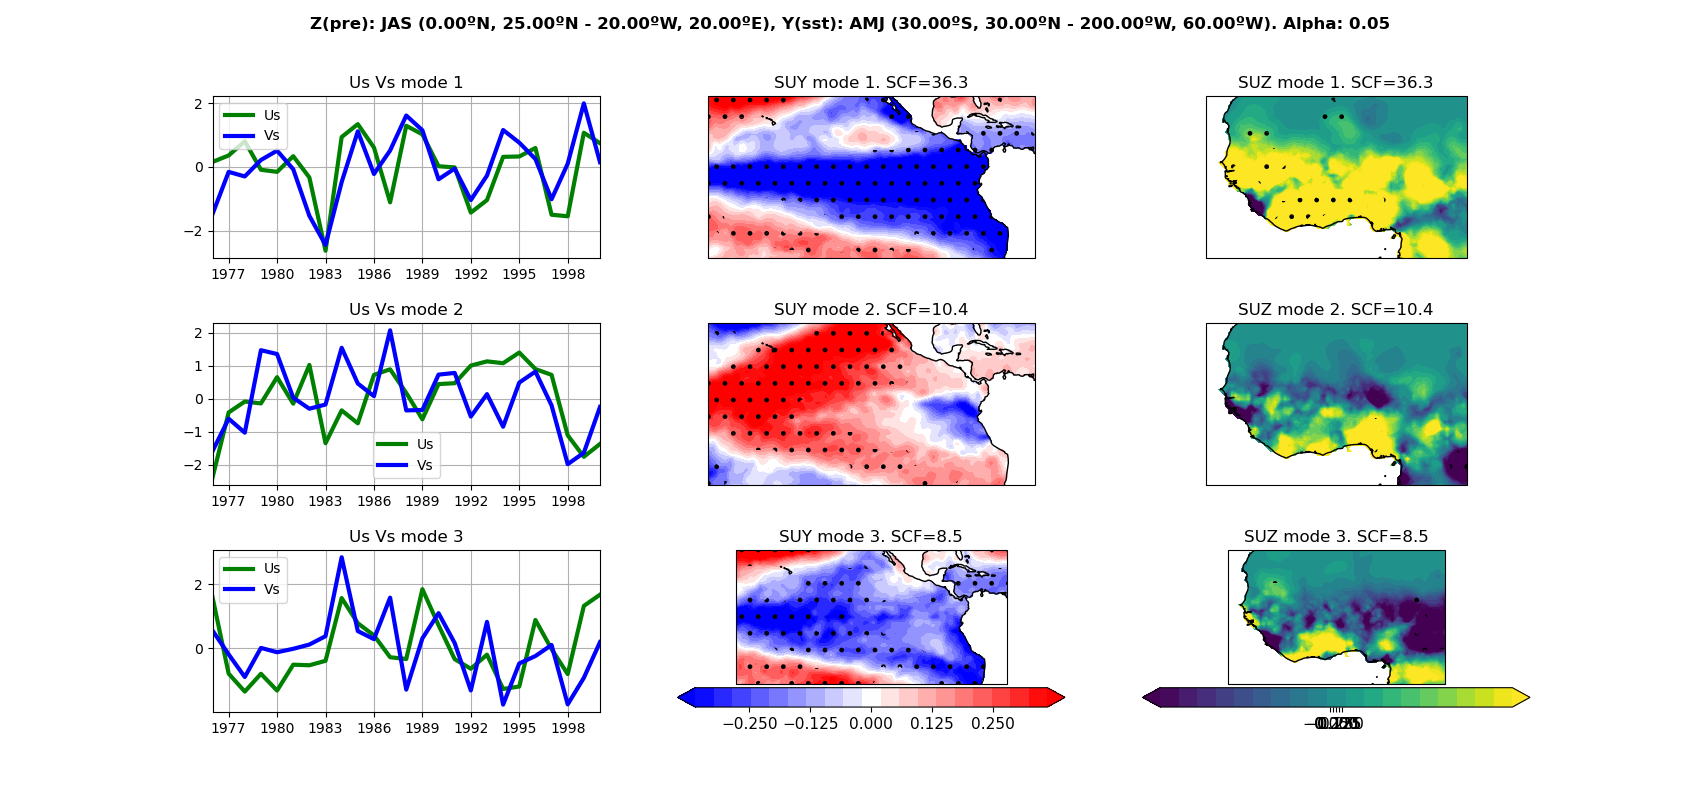 Z(pre): JAS (0.00ºN, 25.00ºN - 20.00ºW, 20.00ºE), Y(sst): AMJ (30.00ºS, 30.00ºN - 200.00ºW, 60.00ºW). Alpha: 0.05
Us Vs mode 1
SUY mode 1. SCF=36.3
SUZ mode 1. SCF=36.3
2
0
−2
Us
Vs
1977 1980 1983 1986 1989 1992 1995 1998
Us Vs mode 2
SUY mode 2. SCF=10.4
SUZ mode 2. SCF=10.4
2
1
0
−1
−2
Us
Vs
1977 1980 1983 1986 1989 1992 1995 1998
Us Vs mode 3
SUY mode 3. SCF=8.5
SUZ mode 3. SCF=8.5
2
0
Us
Vs
1977 1980 1983 1986 1989 1992 1995 1998
−0.250 −0.125 0.000 0.125 0.250